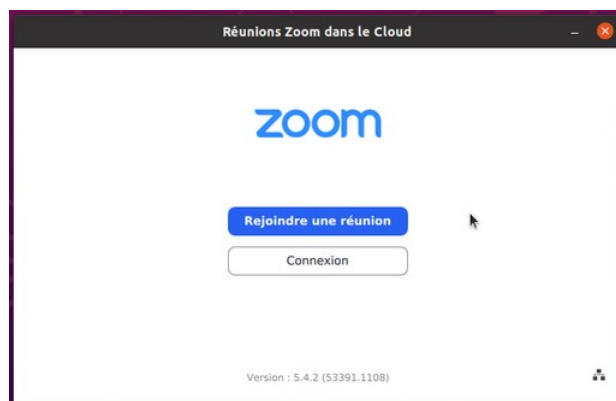 Réunions Zoom dans le Cloud
zoom
Rejoindre une réunion
Connexion
Version : 5.4.2 (53391.1108)